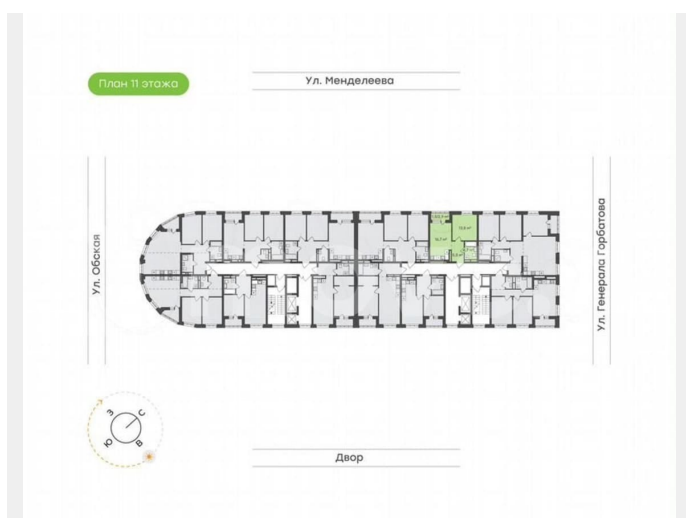 План 11 этажа
Ул. Менделеева
Ул. Обская
Ул. Генерала Горбатова
З
С
Ю
В
Двор